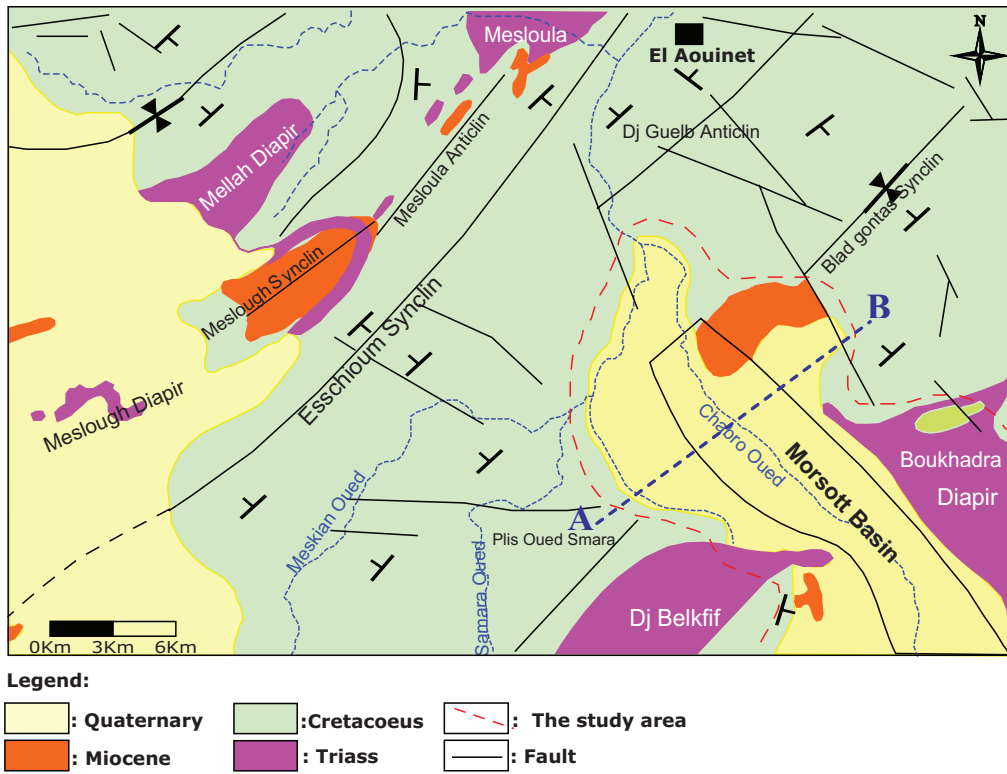 Mesloula
N
El Aouinet
Dj Guelb Anticlin
Mellah Diapir
Mesloula Anticlin
Blad gontas Synclin
Meslough Synclin
B
Esschioum Synclin
Meslough Diapir
Chabro Oued
Morsott Basin
Boukhadra
Diapir
A
Plis Oued Smara
Meskian Oued
Samara Oued
Dj Belkfif
0Km 3Km 6Km
Legend:
: Quaternary :Cretacoeus : The study area
: Miocene : Triass : Fault